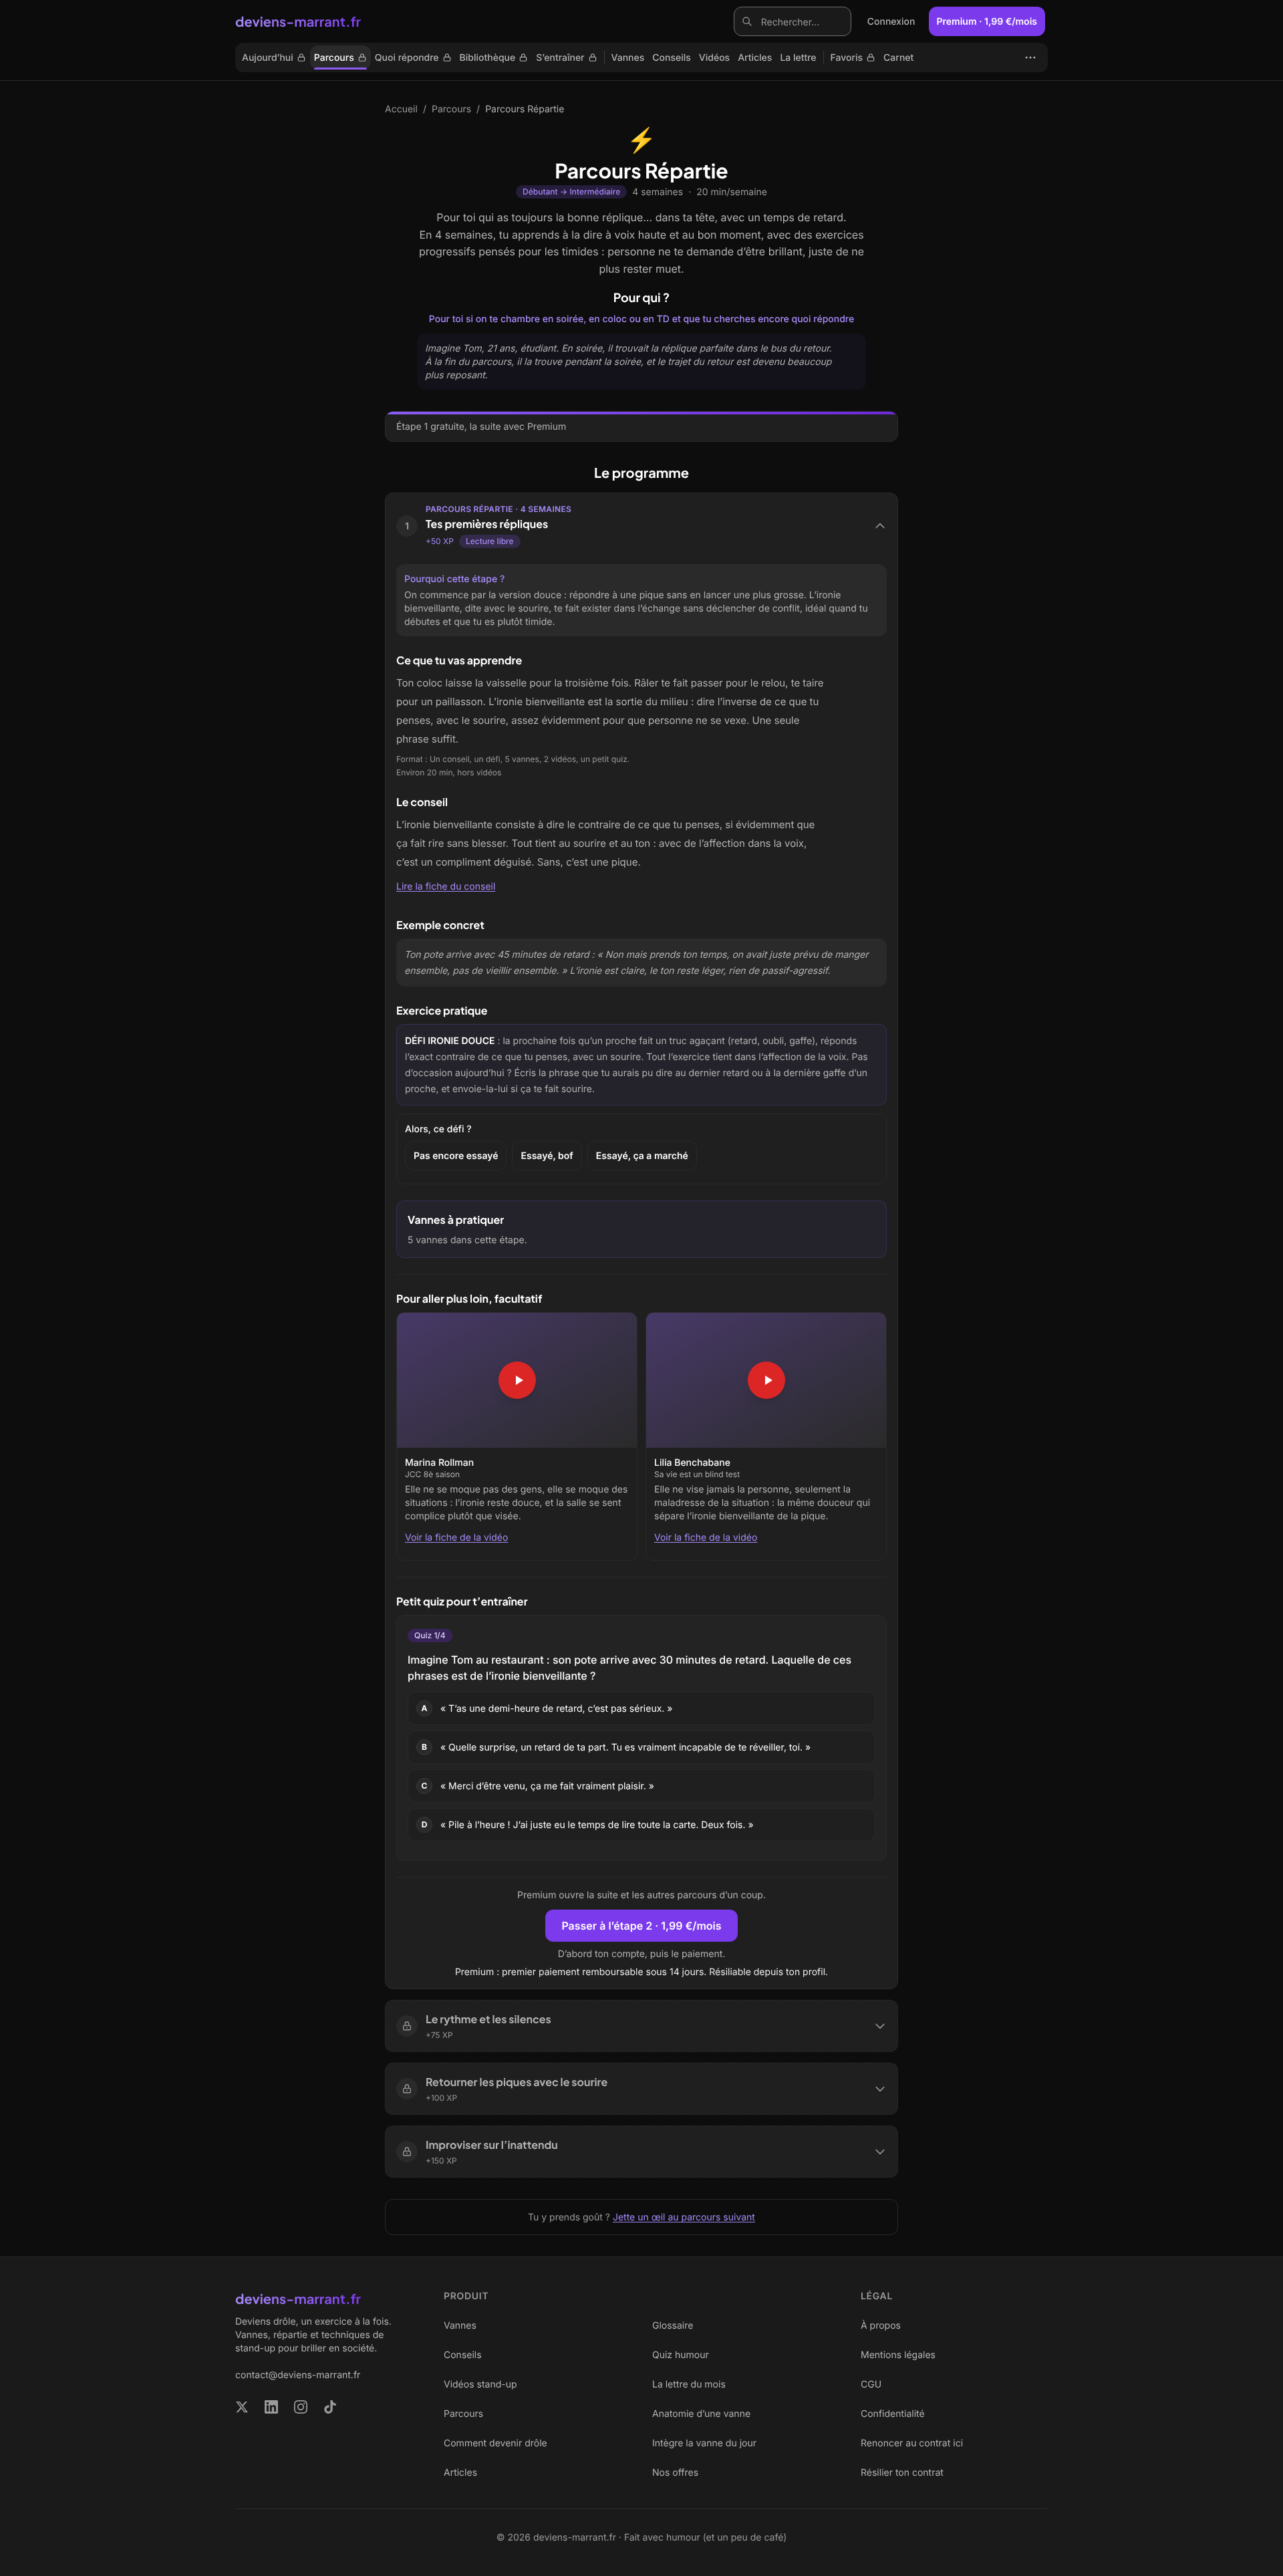 deviens-marrant.fr
Rechercher...
Connexion
Premium · 1,99 €/mois
Aujourd’hui
Parcours
Quoi répondre
Bibliothèque
S’entraîner
Vannes
Conseils
Vidéos
Articles
La lettre
Favoris
Carnet
Accueil / Parcours / Parcours Répartie
Parcours Répartie
Débutant → Intermédiaire 4 semaines · 20 min/semaine
Pour toi qui as toujours la bonne réplique… dans ta tête, avec un temps de retard.
En 4 semaines, tu apprends à la dire à voix haute et au bon moment, avec des exercices
progressifs pensés pour les timides : personne ne te demande d’être brillant, juste de ne
plus rester muet.
Pour qui ?
Pour toi si on te chambre en soirée, en coloc ou en TD et que tu cherches encore quoi répondre
Imagine Tom, 21 ans, étudiant. En soirée, il trouvait la réplique parfaite dans le bus du retour.
À la fin du parcours, il la trouve pendant la soirée, et le trajet du retour est devenu beaucoup
plus reposant.
Étape 1 gratuite, la suite avec Premium
Le programme
1
PARCOURS RÉPARTIE · 4 SEMAINES
Tes premières répliques
+50 XP Lecture libre
Pourquoi cette étape ?
On commence par la version douce : répondre à une pique sans en lancer une plus grosse. L’ironie
bienveillante, dite avec le sourire, te fait exister dans l’échange sans déclencher de conflit, idéal quand tu
débutes et que tu es plutôt timide.
Ce que tu vas apprendre
Ton coloc laisse la vaisselle pour la troisième fois. Râler te fait passer pour le relou, te taire
pour un paillasson. L’ironie bienveillante est la sortie du milieu : dire l’inverse de ce que tu
penses, avec le sourire, assez évidemment pour que personne ne se vexe. Une seule
phrase suffit.
Format : Un conseil, un défi, 5 vannes, 2 vidéos, un petit quiz.
Environ 20 min, hors vidéos
Le conseil
L’ironie bienveillante consiste à dire le contraire de ce que tu penses, si évidemment que
ça fait rire sans blesser. Tout tient au sourire et au ton : avec de l’affection dans la voix,
c’est un compliment déguisé. Sans, c’est une pique.
Lire la fiche du conseil
Exemple concret
Ton pote arrive avec 45 minutes de retard : « Non mais prends ton temps, on avait juste prévu de manger
ensemble, pas de vieillir ensemble. » L’ironie est claire, le ton reste léger, rien de passif-agressif.
Exercice pratique
DÉFI IRONIE DOUCE : la prochaine fois qu’un proche fait un truc agaçant (retard, oubli, gaffe), réponds
l’exact contraire de ce que tu penses, avec un sourire. Tout l’exercice tient dans l’affection de la voix. Pas
d’occasion aujourd’hui ? Écris la phrase que tu aurais pu dire au dernier retard ou à la dernière gaffe d’un
proche, et envoie-la-lui si ça te fait sourire.
Alors, ce défi ?
Pas encore essayé
Essayé, bof
Essayé, ça a marché
Vannes à pratiquer
5 vannes dans cette étape.
Pour aller plus loin, facultatif
Marina Rollman
JCC 8è saison
Elle ne se moque pas des gens, elle se moque des
situations : l’ironie reste douce, et la salle se sent
complice plutôt que visée.
Voir la fiche de la vidéo
Lilia Benchabane
Sa vie est un blind test
Elle ne vise jamais la personne, seulement la
maladresse de la situation : la même douceur qui
sépare l’ironie bienveillante de la pique.
Voir la fiche de la vidéo
Petit quiz pour t’entraîner
Quiz 1/4
Imagine Tom au restaurant : son pote arrive avec 30 minutes de retard. Laquelle de ces
phrases est de l’ironie bienveillante ?
A « T’as une demi-heure de retard, c’est pas sérieux. »
B « Quelle surprise, un retard de ta part. Tu es vraiment incapable de te réveiller, toi. »
C « Merci d’être venu, ça me fait vraiment plaisir. »
D « Pile à l’heure ! J’ai juste eu le temps de lire toute la carte. Deux fois. »
Premium ouvre la suite et les autres parcours d’un coup.
Passer à l’étape 2 · 1,99 €/mois
D’abord ton compte, puis le paiement.
Premium : premier paiement remboursable sous 14 jours. Résiliable depuis ton profil.
Le rythme et les silences
+75 XP
Retourner les piques avec le sourire
+100 XP
Improviser sur l’inattendu
+150 XP
Tu y prends goût ? Jette un œil au parcours suivant
deviens-marrant.fr
Deviens drôle, un exercice à la fois.
Vannes, répartie et techniques de
stand-up pour briller en société.
contact@deviens-marrant.fr
PRODUIT
Vannes
Conseils
Vidéos stand-up
Parcours
Comment devenir drôle
Articles
Glossaire
Quiz humour
La lettre du mois
Anatomie d’une vanne
Intègre la vanne du jour
Nos offres
LÉGAL
À propos
Mentions légales
CGU
Confidentialité
Renoncer au contrat ici
Résilier ton contrat
© 2026 deviens-marrant.fr · Fait avec humour (et un peu de café)